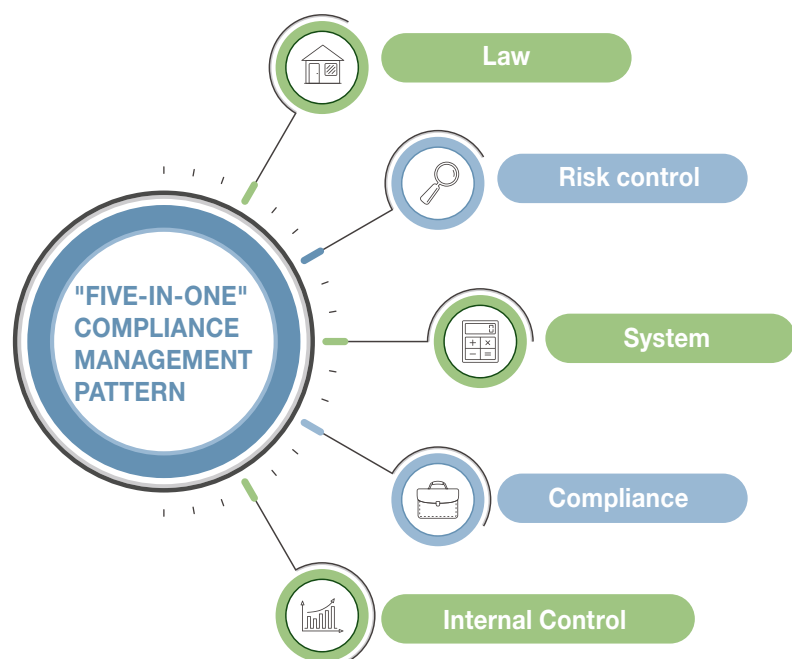 Law
Risk control
"FIVE-IN-ONE"
COMPLIANCE
MANAGEMENT
PATTERN
System
Compliance
Internal Control